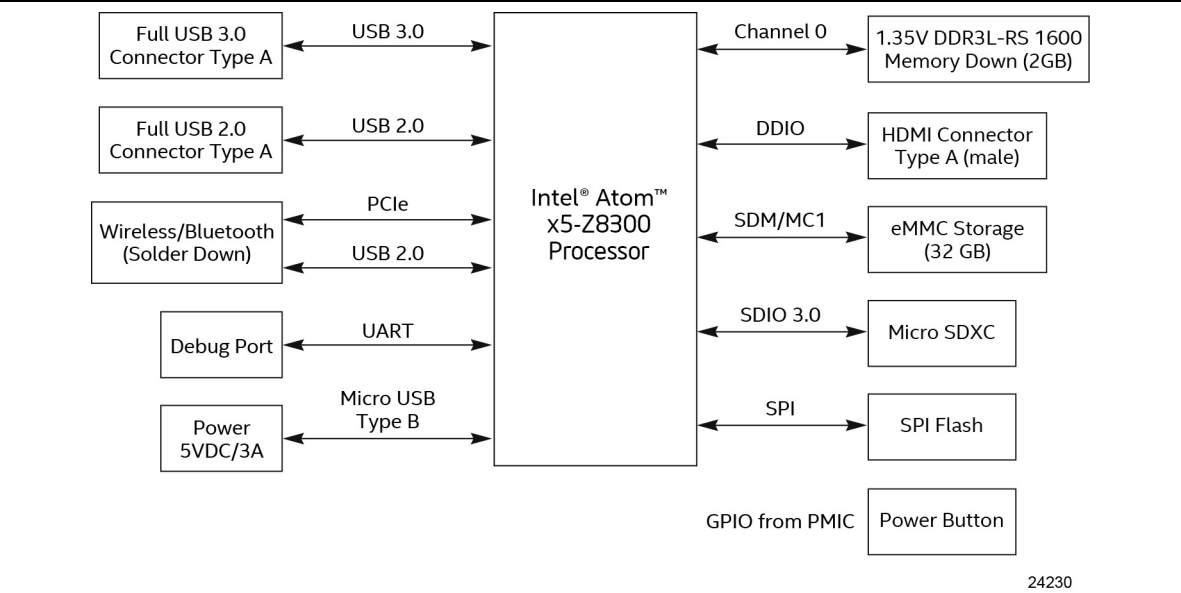 Full USB 3.0
Connector Type A
USB 3.0
Full USB 2.0
Connector Type A
USB 2.0
Wireless/Bluetooth
(Solder Down)
PCIe
USB 2.0
Debug Port
UART
Power
5VDC/3A
Micro USB
Type B
Intel® Atom™
x5-Z8300
Processor
Channel 0
1.35V DDR3L-RS 1600
Memory Down (2GB)
DDIO
HDMI Connector
Type A (male)
SDM/MC1
eMMC Storage
(32 GB)
SDIO 3.0
Micro SDXC
SPI
SPI Flash
GPIO from PMIC
Power Button
24230